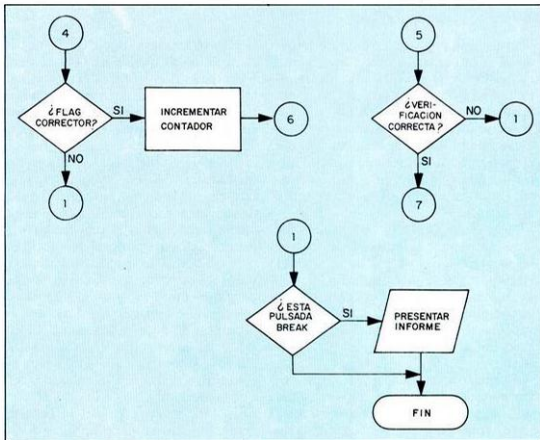 4
¿FLAG
CORRECTOR?
SI
INCREMENTAR
CONTADOR
6
NO
1
5
¿VERI-
FICACION
CORRECTA?
NO
1
SI
7
1
¿ESTA
PULSADA
BREAK
SI
PRESENTAR
INFORME
FIN